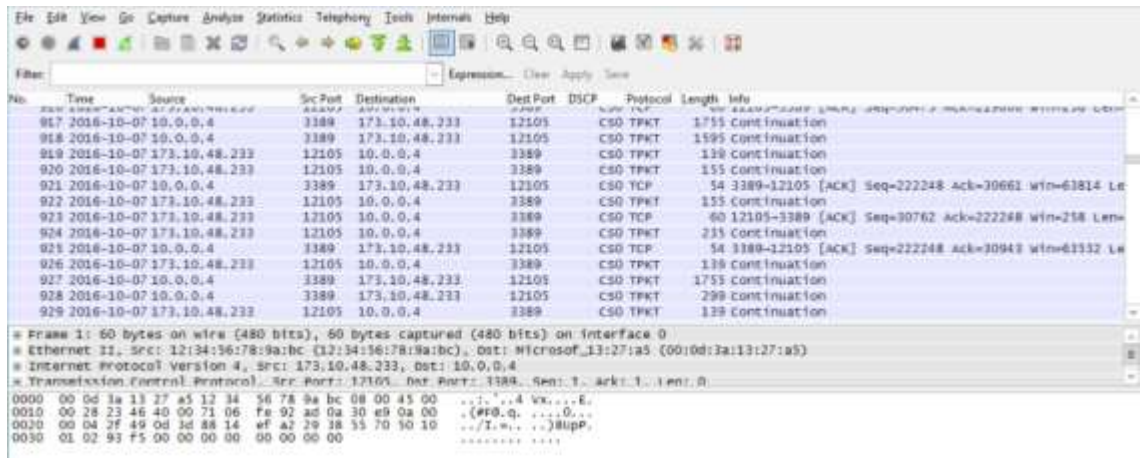 File Edit View Go Capture Analyze Statistics Telephony Tools Internals Help
Filter: Expression... Clear Apply Save
No. Time Source Src Port Destination Dest Port DSCP Protocol Length Info
917 2016-10-07 10.0.0.4 3389 173.10.48.233 12105 CS0 TPKT 1755 Continuation
918 2016-10-07 10.0.0.4 3389 173.10.48.233 12105 CS0 TPKT 1595 Continuation
919 2016-10-07 173.10.48.233 12105 10.0.0.4 3389 CS0 TPKT 139 Continuation
920 2016-10-07 173.10.48.233 12105 10.0.0.4 3389 CS0 TPKT 155 Continuation
921 2016-10-07 10.0.0.4 3389 173.10.48.233 12105 CS0 TCP 54 3389→12105 [ACK] Seq=222248 Ack=30661 Win=63814 Le
922 2016-10-07 173.10.48.233 12105 10.0.0.4 3389 CS0 TPKT 155 Continuation
923 2016-10-07 173.10.48.233 12105 10.0.0.4 3389 CS0 TCP 60 12105→3389 [ACK] Seq=30762 Ack=222248 Win=258 Len=
924 2016-10-07 173.10.48.233 12105 10.0.0.4 3389 CS0 TPKT 235 Continuation
925 2016-10-07 10.0.0.4 3389 173.10.48.233 12105 CS0 TCP 54 3389→12105 [ACK] Seq=222248 Ack=30943 Win=63532 Le
926 2016-10-07 173.10.48.233 12105 10.0.0.4 3389 CS0 TPKT 139 Continuation
927 2016-10-07 10.0.0.4 3389 173.10.48.233 12105 CS0 TPKT 1755 Continuation
928 2016-10-07 10.0.0.4 3389 173.10.48.233 12105 CS0 TPKT 299 Continuation
929 2016-10-07 173.10.48.233 12105 10.0.0.4 3389 CS0 TPKT 139 Continuation
Frame 1: 60 bytes on wire (480 bits), 60 bytes captured (480 bits) on interface 0
Ethernet II, Src: 12:34:56:78:9a:bc (12:34:56:78:9a:bc), Dst: Microsof_13:27:a5 (00:0d:3a:13:27:a5)
Internet Protocol Version 4, Src: 173.10.48.233, Dst: 10.0.0.4
Transmission Control Protocol, Src Port: 12105, Dst Port: 3389, Seq: 1, Ack: 1, Len: 0
0000 00 0d 3a 13 27 a5 12 34 56 78 9a bc 08 00 45 00 ..:.'..4 Vx....E.
0010 00 28 23 46 40 00 71 06 fe 92 ad 0a 30 e9 0a 00 .(#F@.q. ....0...
0020 00 04 2f 49 0d 3d 88 14 ef a2 29 38 55 70 50 10 ../I.=.. ..)8UpP.
0030 01 02 93 f5 00 00 00 00 00 00 00 00 ........ ....